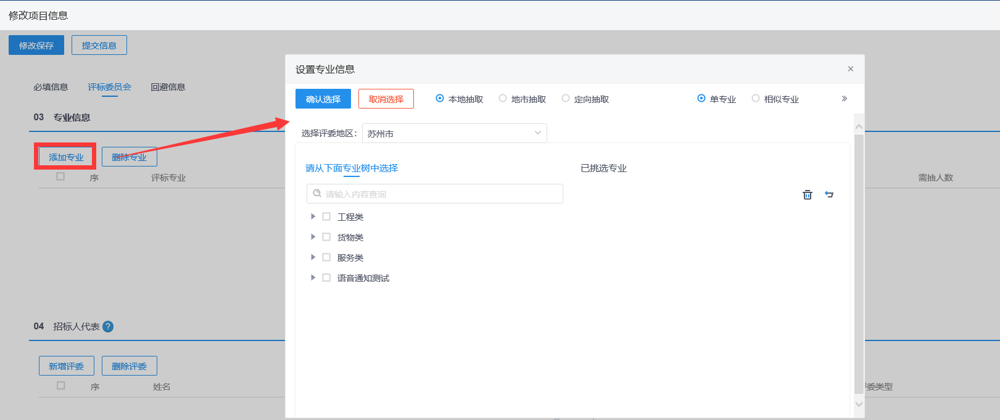 修改项目信息
修改保存 提交信息
必填信息 评标委员会 回避信息
03 专业信息
添加专业 删除专业
序 评标专业 需抽人数
设置专业信息 ×
确认选择 取消选择 本地抽取 地市抽取 定向抽取 单专业 相似专业 »
选择评委地区： 苏州市
请从下面专业树中选择 已挑选专业
请输入内容查询
工程类
货物类
服务类
语音通知测试
04 招标人代表 ?
新增评委 删除评委
序 姓名 评委类型